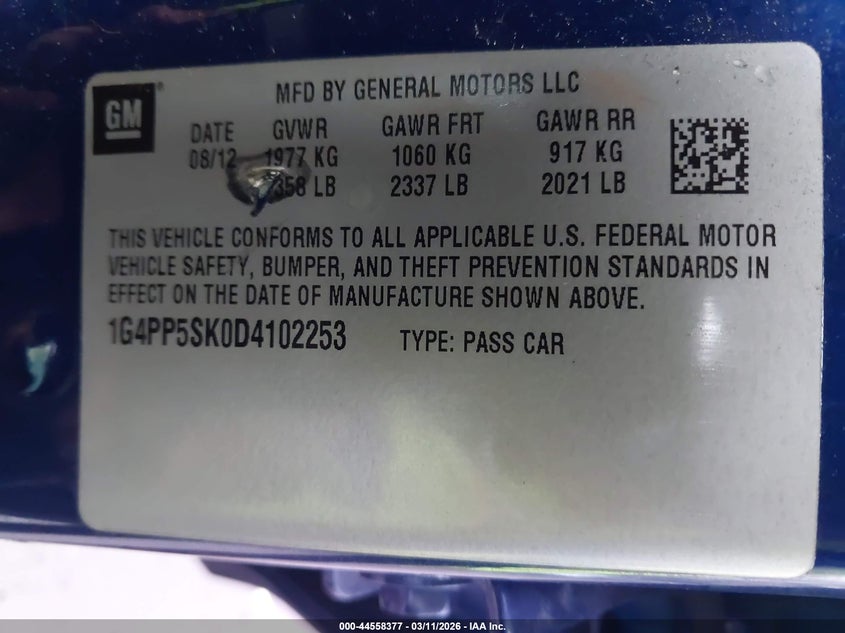 GM
MFD BY GENERAL MOTORS LLC
DATE GVWR GAWR FRT GAWR RR
08/12 1977 KG 1060 KG 917 KG
358 LB 2337 LB 2021 LB
THIS VEHICLE CONFORMS TO ALL APPLICABLE U.S. FEDERAL MOTOR
VEHICLE SAFETY, BUMPER, AND THEFT PREVENTION STANDARDS IN
EFFECT ON THE DATE OF MANUFACTURE SHOWN ABOVE.
1G4PP5SK0D4102253 TYPE: PASS CAR
000-44558377 - 03/11/2026 - IAA Inc.